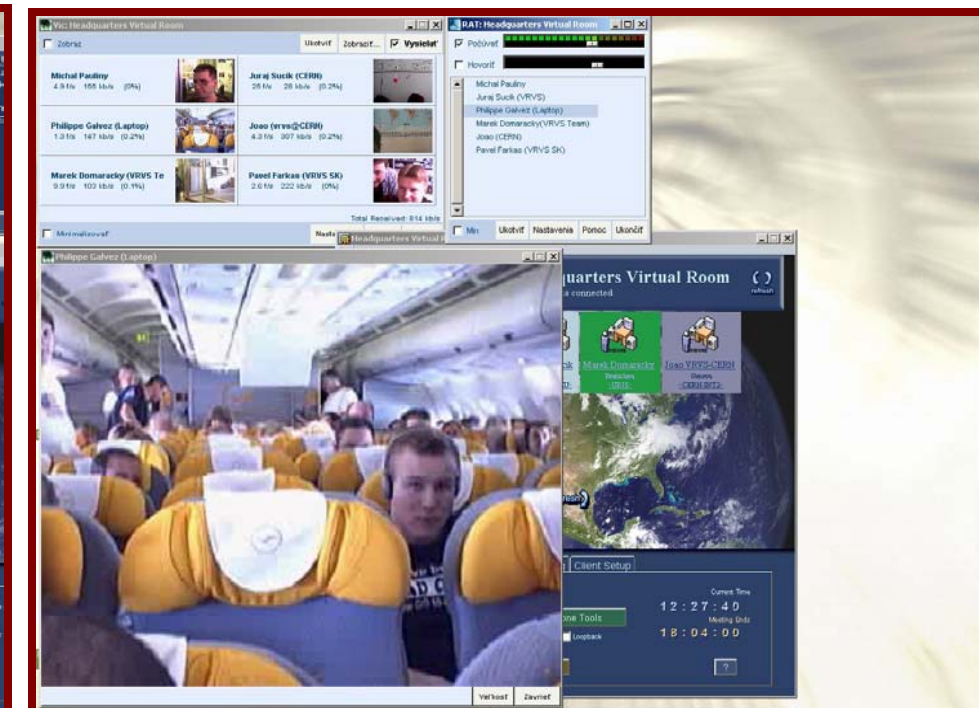 Vic: Headquarters Virtual Room
Zobraz
Ukotviť Zobraziť... Vysielať
Michal Pauliny
4.9 f/s 155 kb/s (0%)
Juraj Sucik (CERN)
25 f/s 28 kb/s (0.2%)
Philippe Galvez (Laptop)
1.3 f/s 147 kb/s (0.2%)
Joao (vrvs@CERN)
4.3 f/s 307 kb/s (0.2%)
Marek Domaracky (VRVS Te
9.9 f/s 103 kb/s (0.1%)
Pavel Farkas (VRVS SK)
2.6 f/s 222 kb/s (0%)
Total Received: 814 kb/s
Minimalizovať
Nasta
RAT: Headquarters Virtual Room
Počúvať
Hovoriť
Michal Pauliny
Juraj Sucik (VRVS)
Philippe Galvez (Laptop)
Marek Domaracky(VRVS Team)
Joao (CERN)
Pavel Farkas (VRVS SK)
Min Ukotviť Nastavenia Pomoc Ukončiť
Headquarters Virtual R
Philippe Galvez (Laptop)
Veľkosť Zavrieť
quarters Virtual Room
refresh
connected
Marek Domaracky
Joao VRVS-CERN
Geneva
Client Setup
Current Time
12:27:40
one Tools
Meeting Ends
Loopback
18:04:00
?